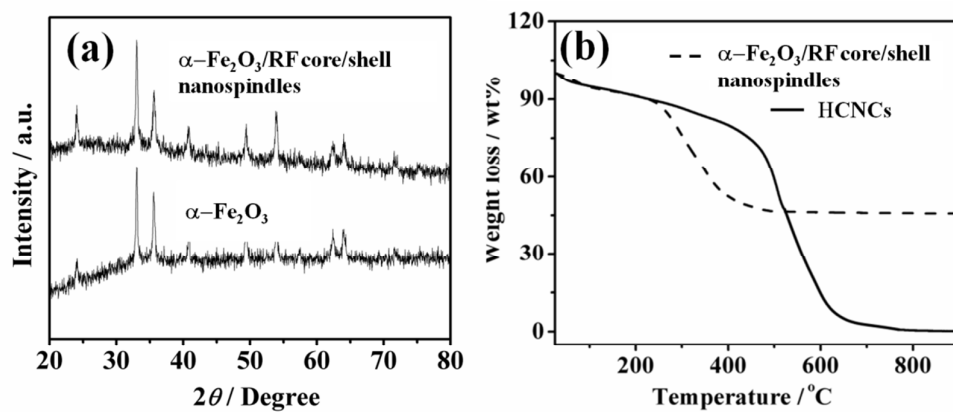 (a)
α−Fe₂O₃/RF core/shell
nanospindles
α−Fe₂O₃
Intensity / a.u.
20 30 40 50 60 70 80
2θ / Degree
(b)
α−Fe₂O₃/RF core/shell
nanospindles
HCNCs
Weight loss / wt%
120
90
60
30
0
200 400 600 800
Temperature / °C